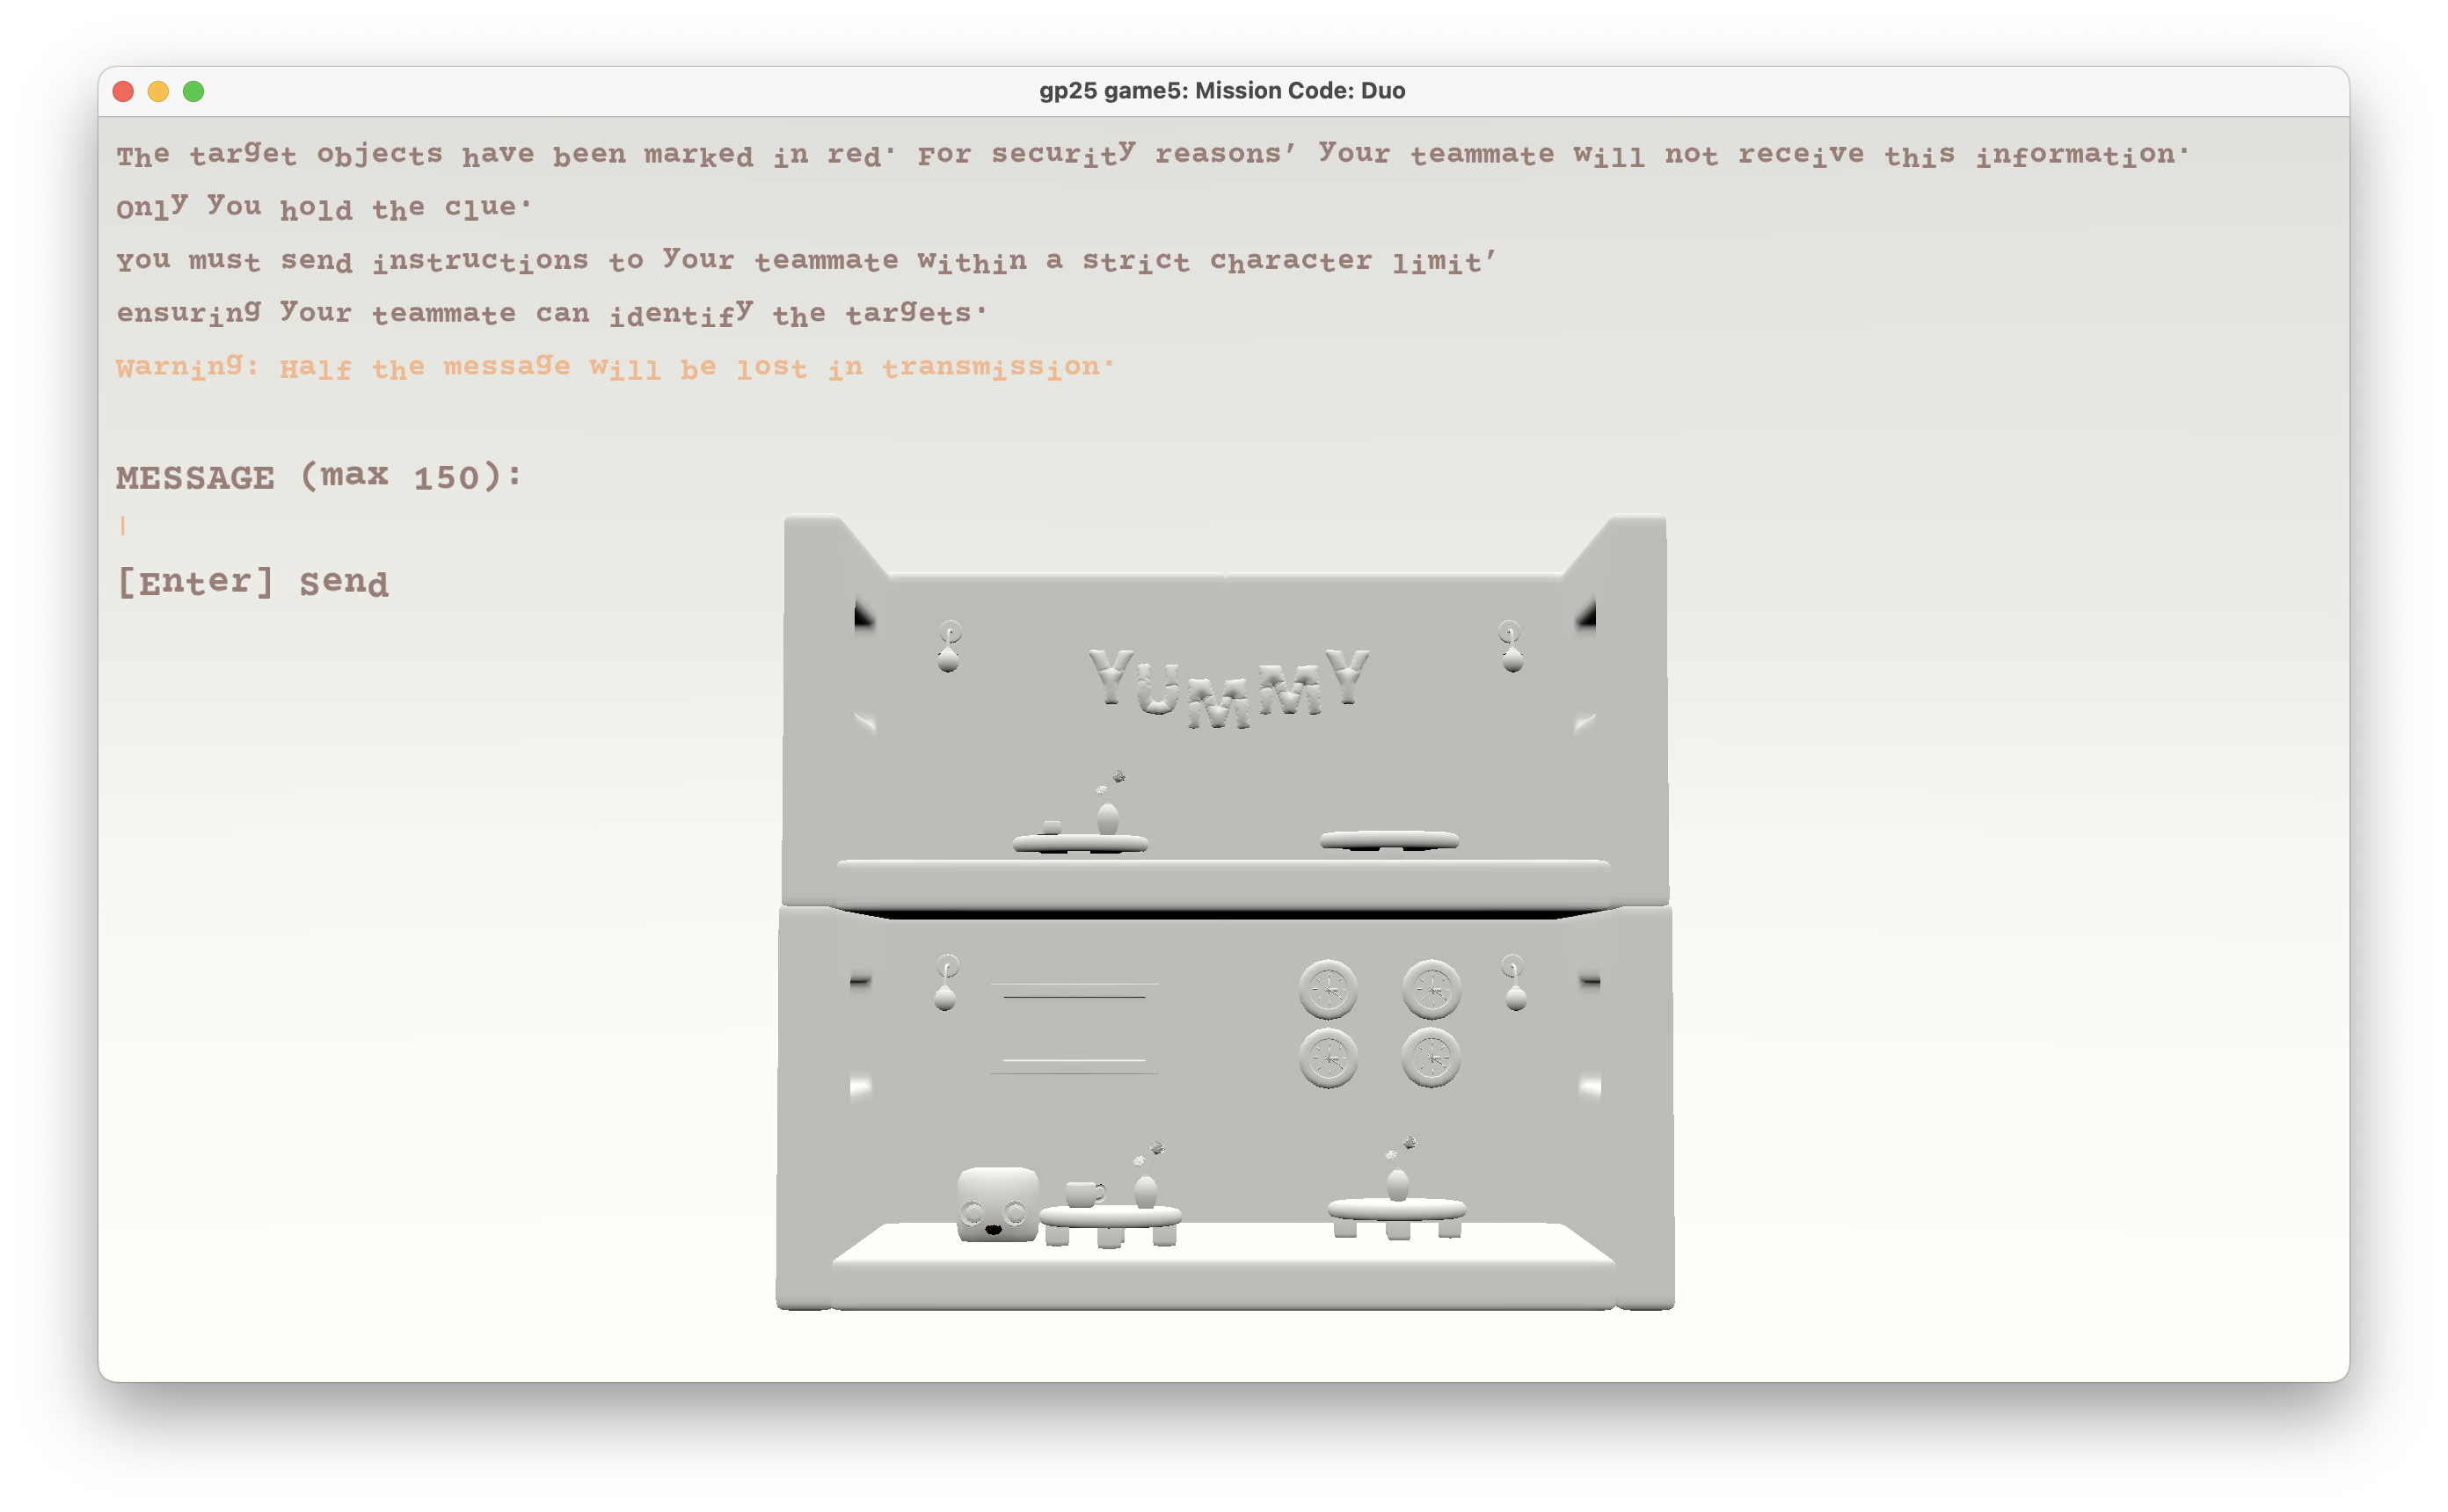 gp25 game5: Mission Code: Duo
The target objects have been marked in red. For security reasons, your teammate will not receive this information.
Only you hold the clue.
you must send instructions to your teammate within a strict character limit,
ensuring your teammate can identify the targets.
Warning: Half the message will be lost in transmission.
MESSAGE (max 150):
[Enter] Send
YUMMY